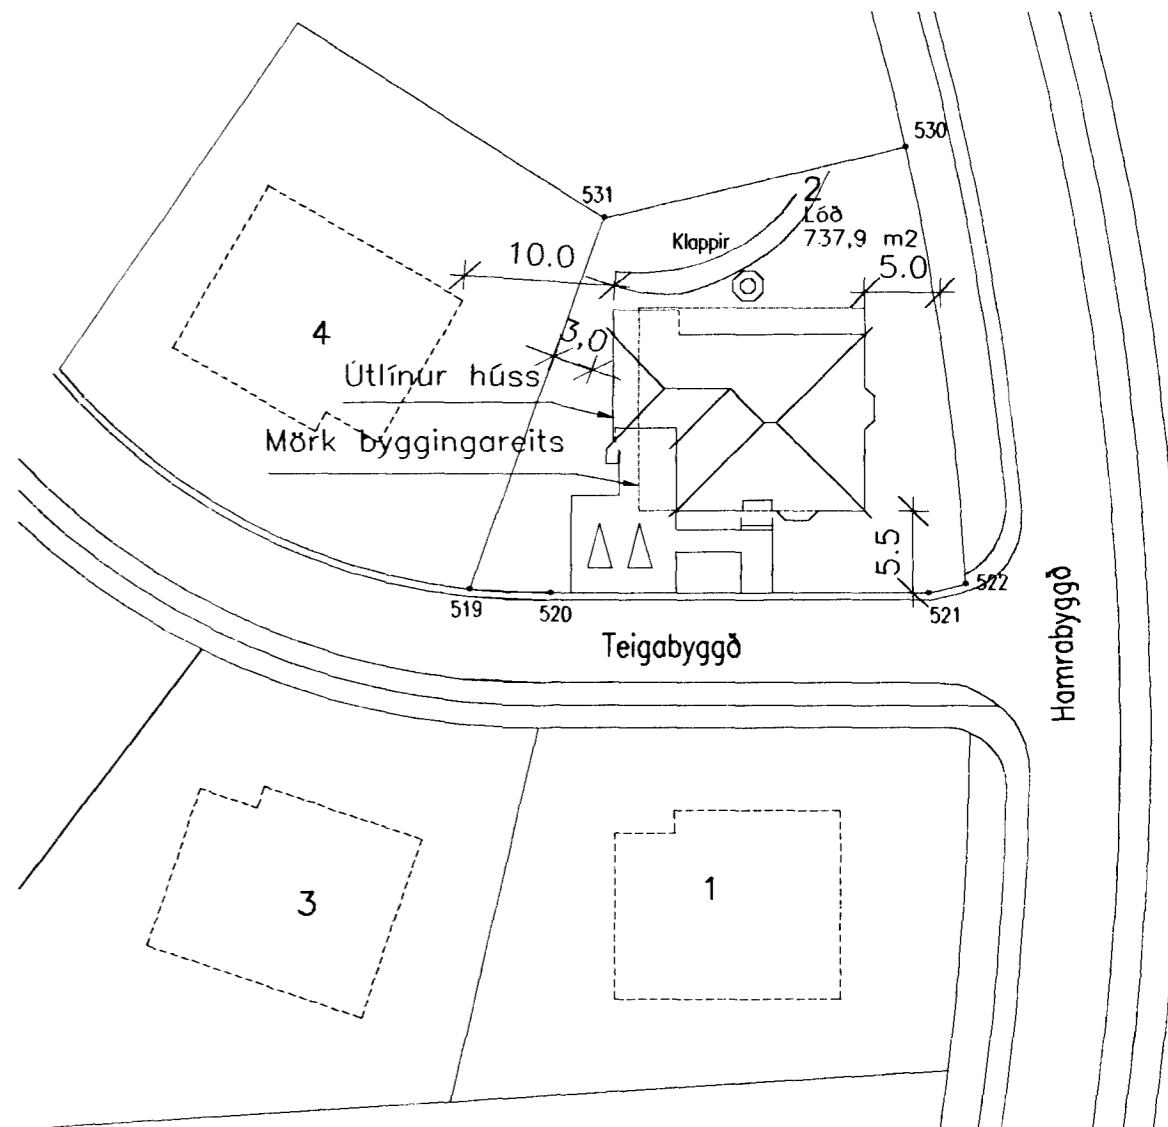 530
531
2
Lóð
737,9 m2
Klappir
10.0
5.0
4
3,0
Útlínur húss
Mörk byggingareits
5.5
519
520
521
522
Teigabyggð
Hamrabyggð
3
1